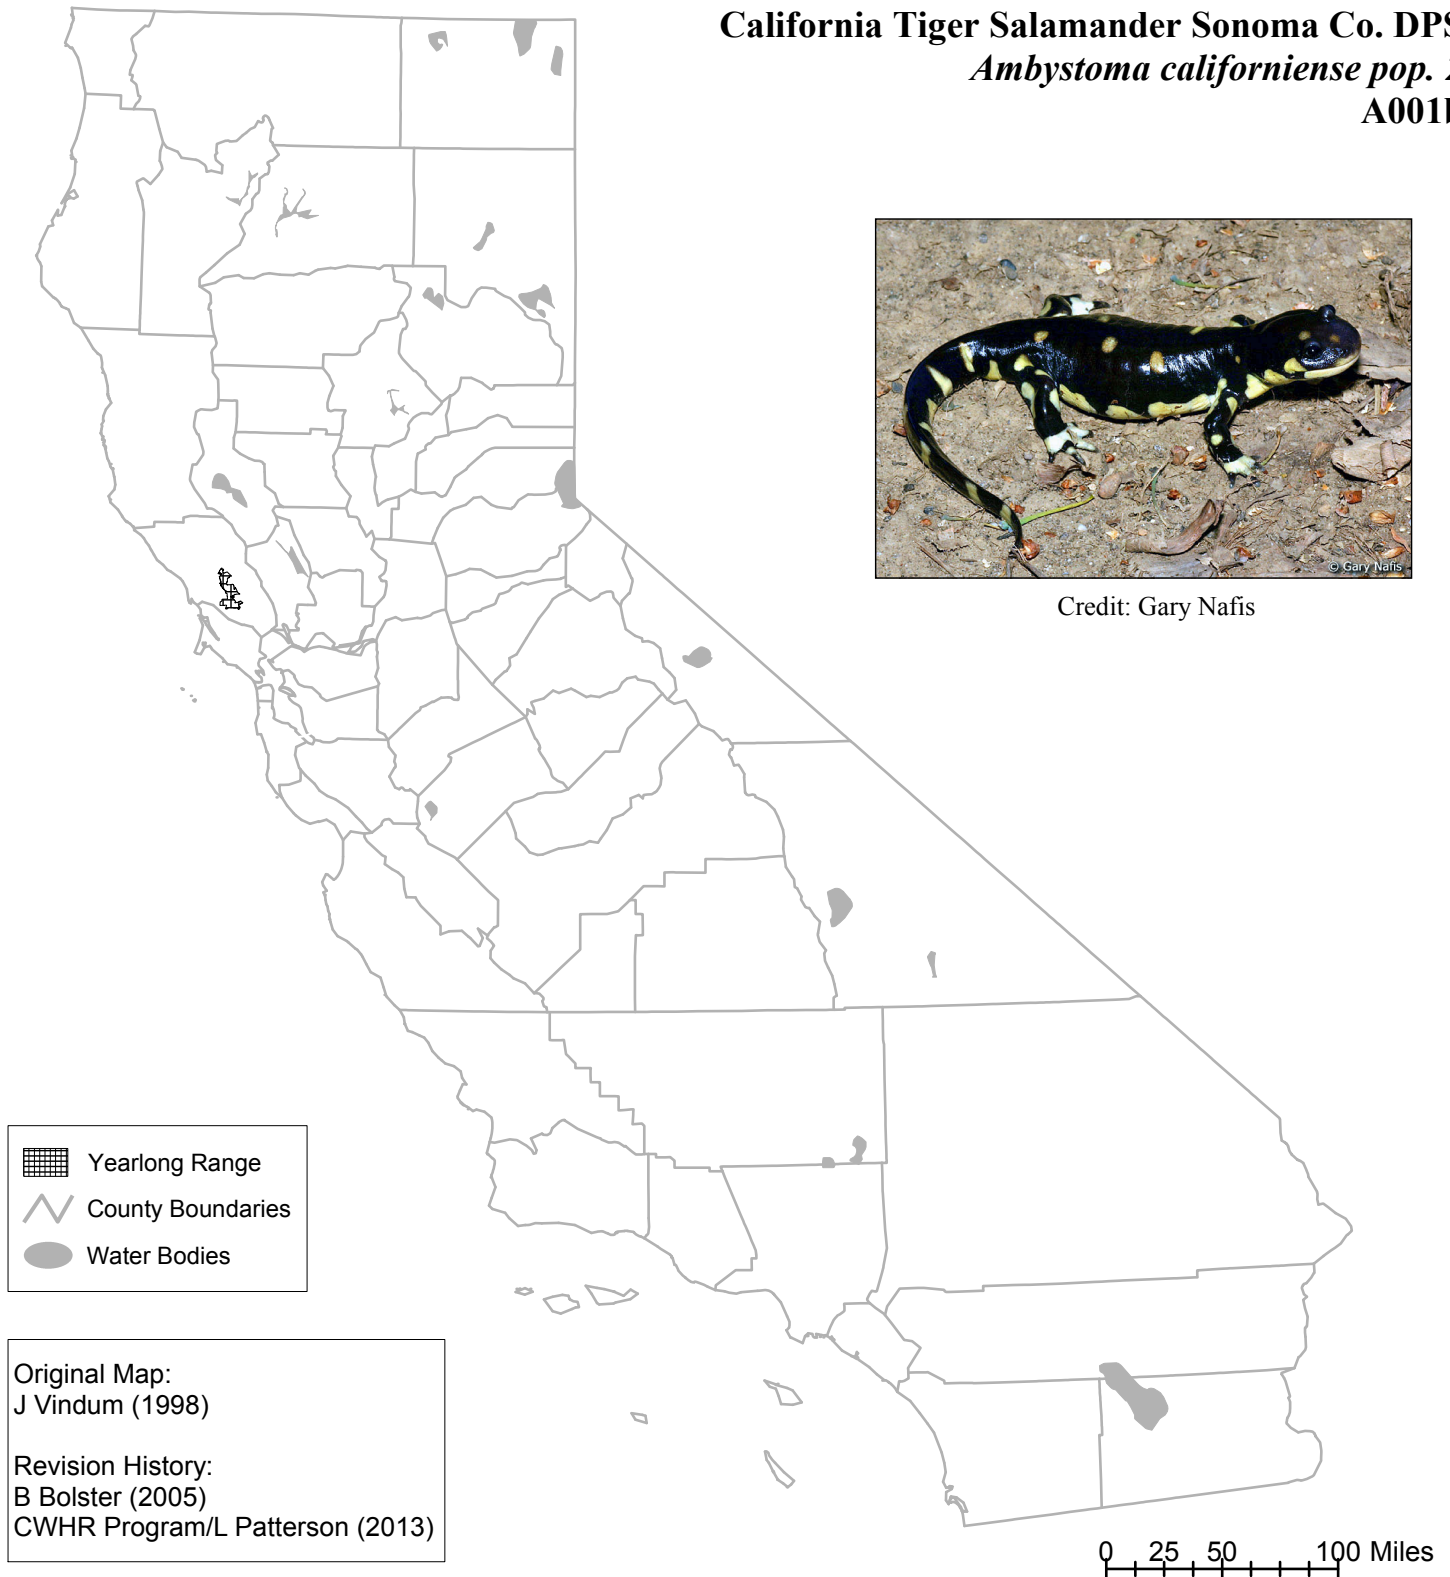 California Tiger Salamander Sonoma Co. DPS
Ambystoma californiense pop.
A001b
© Gary Nafis
Credit: Gary Nafis
Yearlong Range
County Boundaries
Water Bodies
Original Map:
J Vindum (1998)
Revision History:
B Bolster (2005)
CWHR Program/L Patterson (2013)
0 25 50 100 Miles